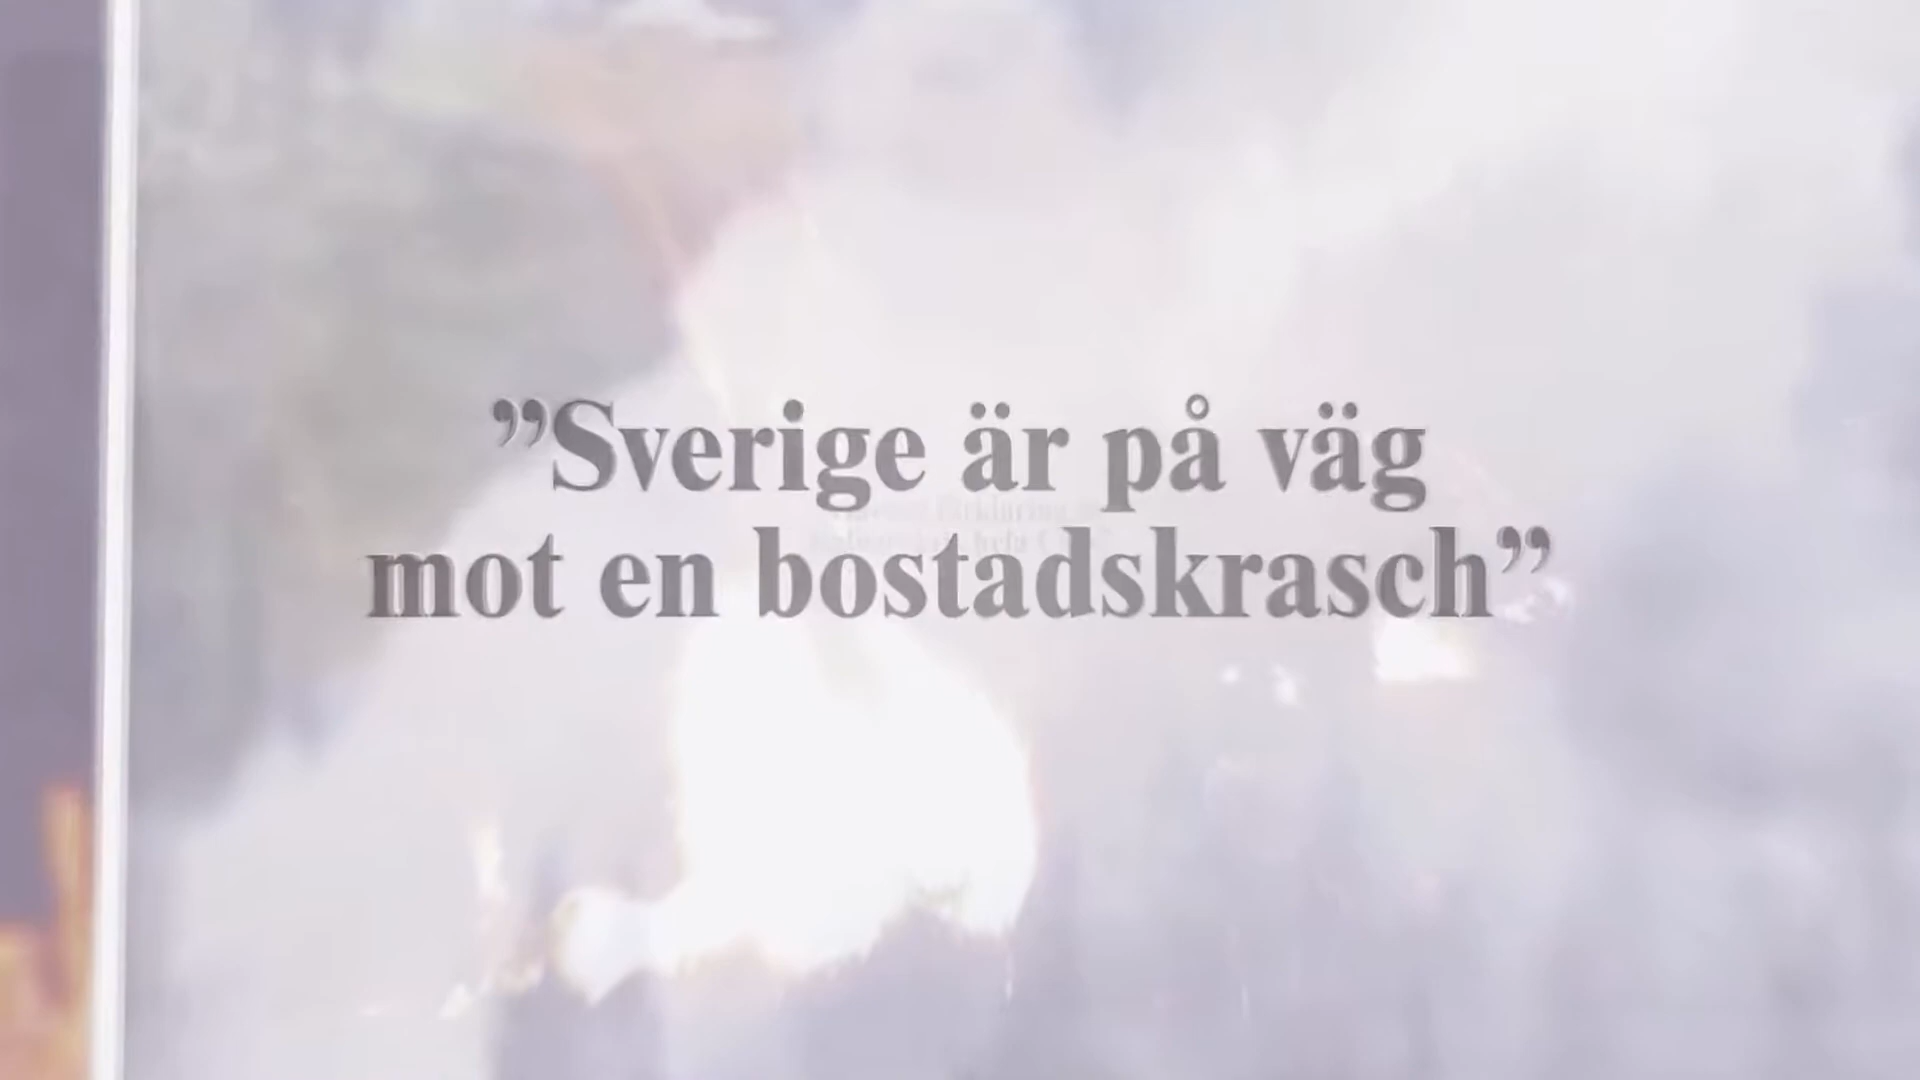 ”Sverige är på väg
mot en bostadskrasch”